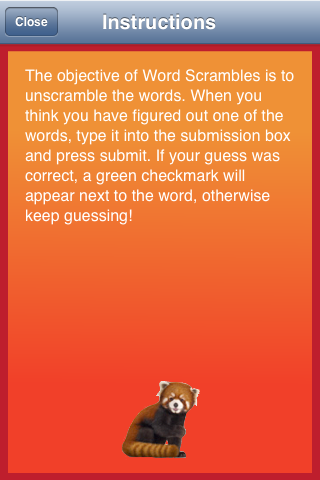 Close
Instructions
The objective of Word Scrambles is to
unscramble the words. When you
think you have figured out one of the
words, type it into the submission box
and press submit. If your guess was
correct, a green checkmark will
appear next to the word, otherwise
keep guessing!